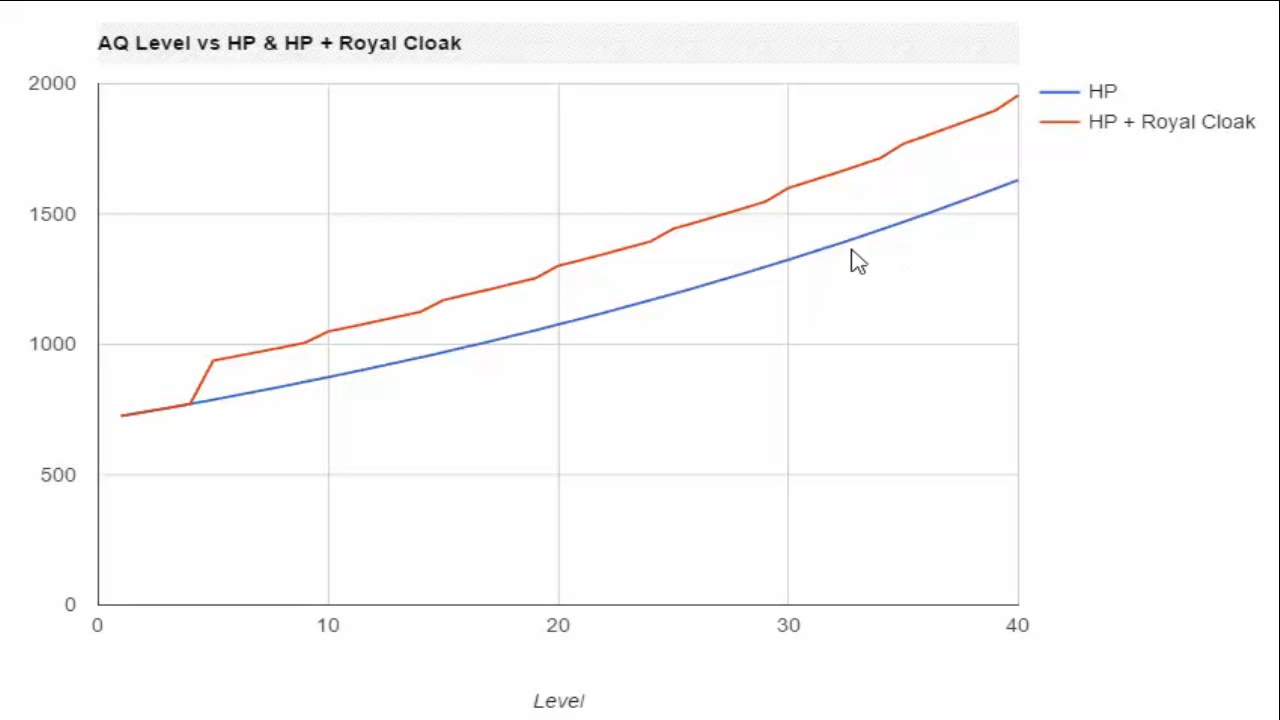 AQ Level vs HP & HP + Royal Cloak
2000
1500
1000
500
0
0 10 20 30 40
Level
HP
HP + Royal Cloak